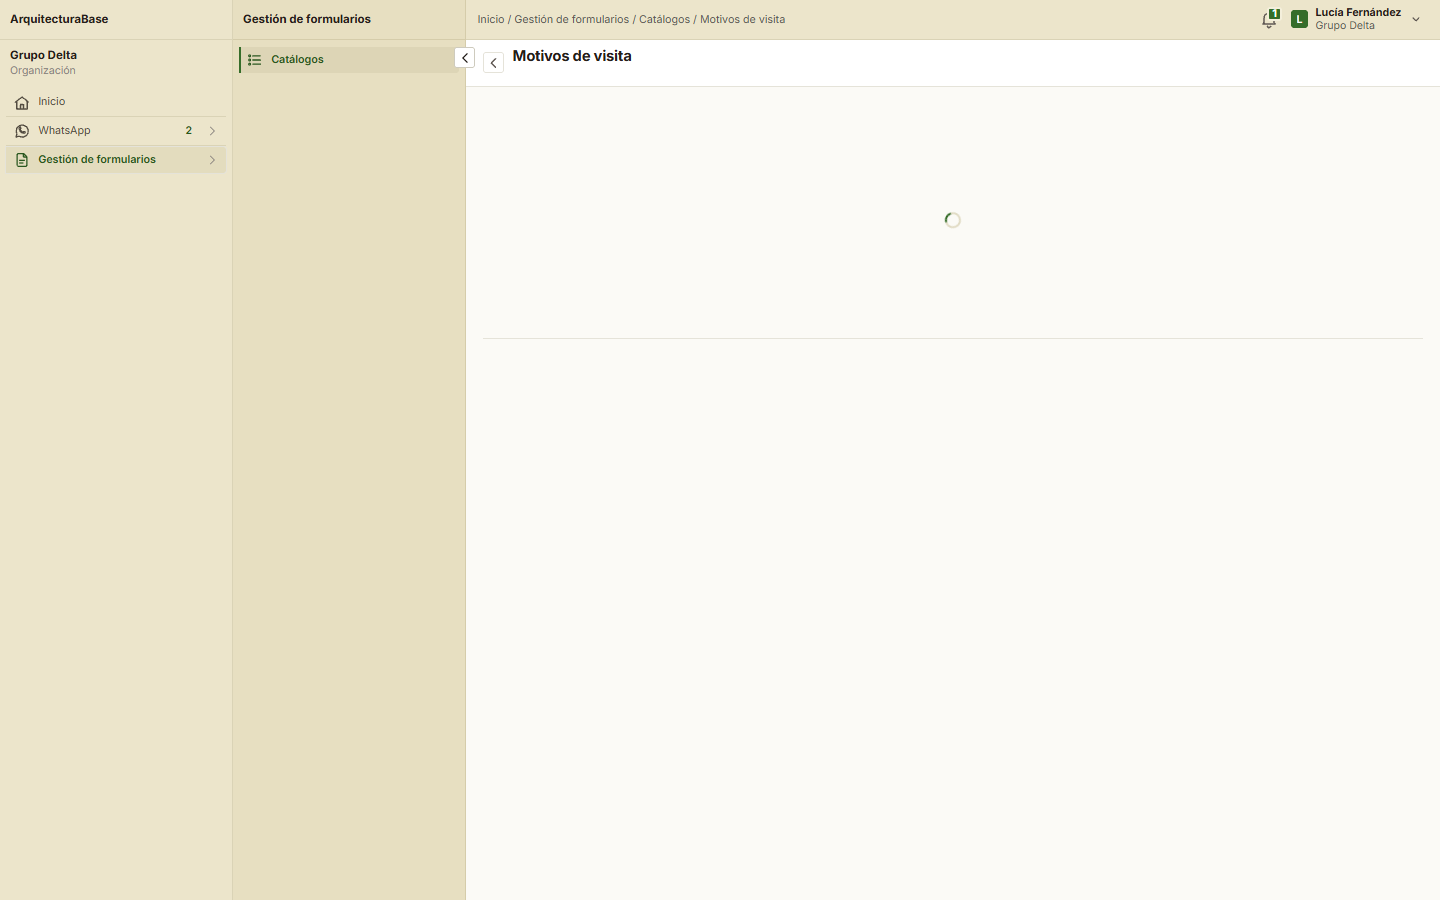 ArquitecturaBase
Grupo Delta
Organización
Inicio
WhatsApp 2
Gestión de formularios
Gestión de formularios
Catálogos
Inicio / Gestión de formularios / Catálogos / Motivos de visita
1
L
Lucía Fernández
Grupo Delta
Motivos de visita